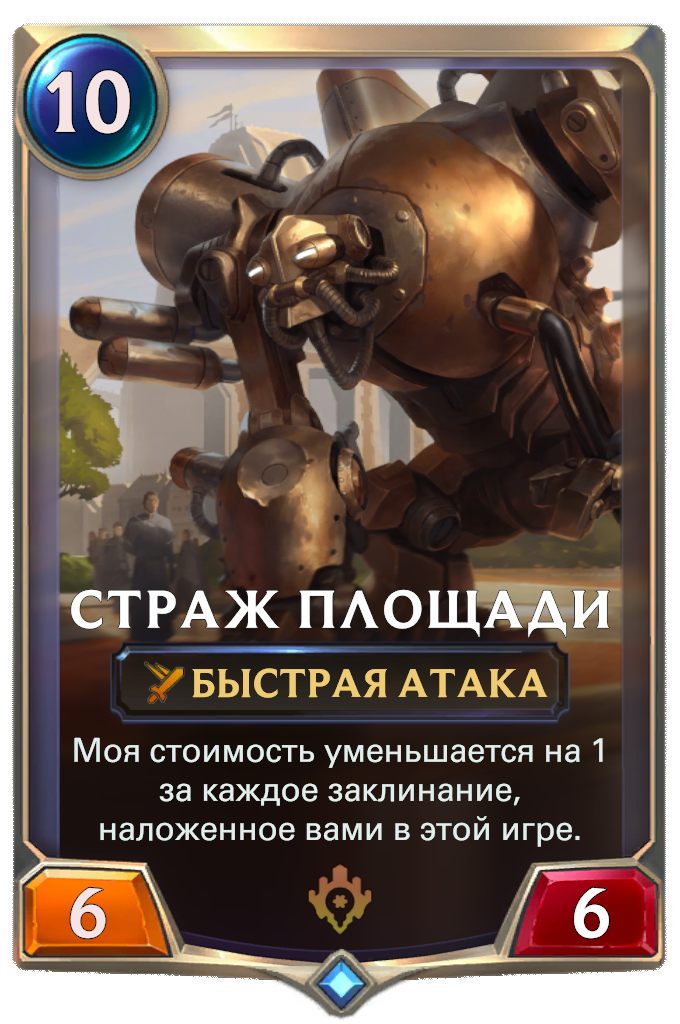 10
СТРАЖ ПЛОЩАДИ
БЫСТРАЯ АТАКА
Моя стоимость уменьшается на 1
за каждое заклинание,
наложенное вами в этой игре.
6
6